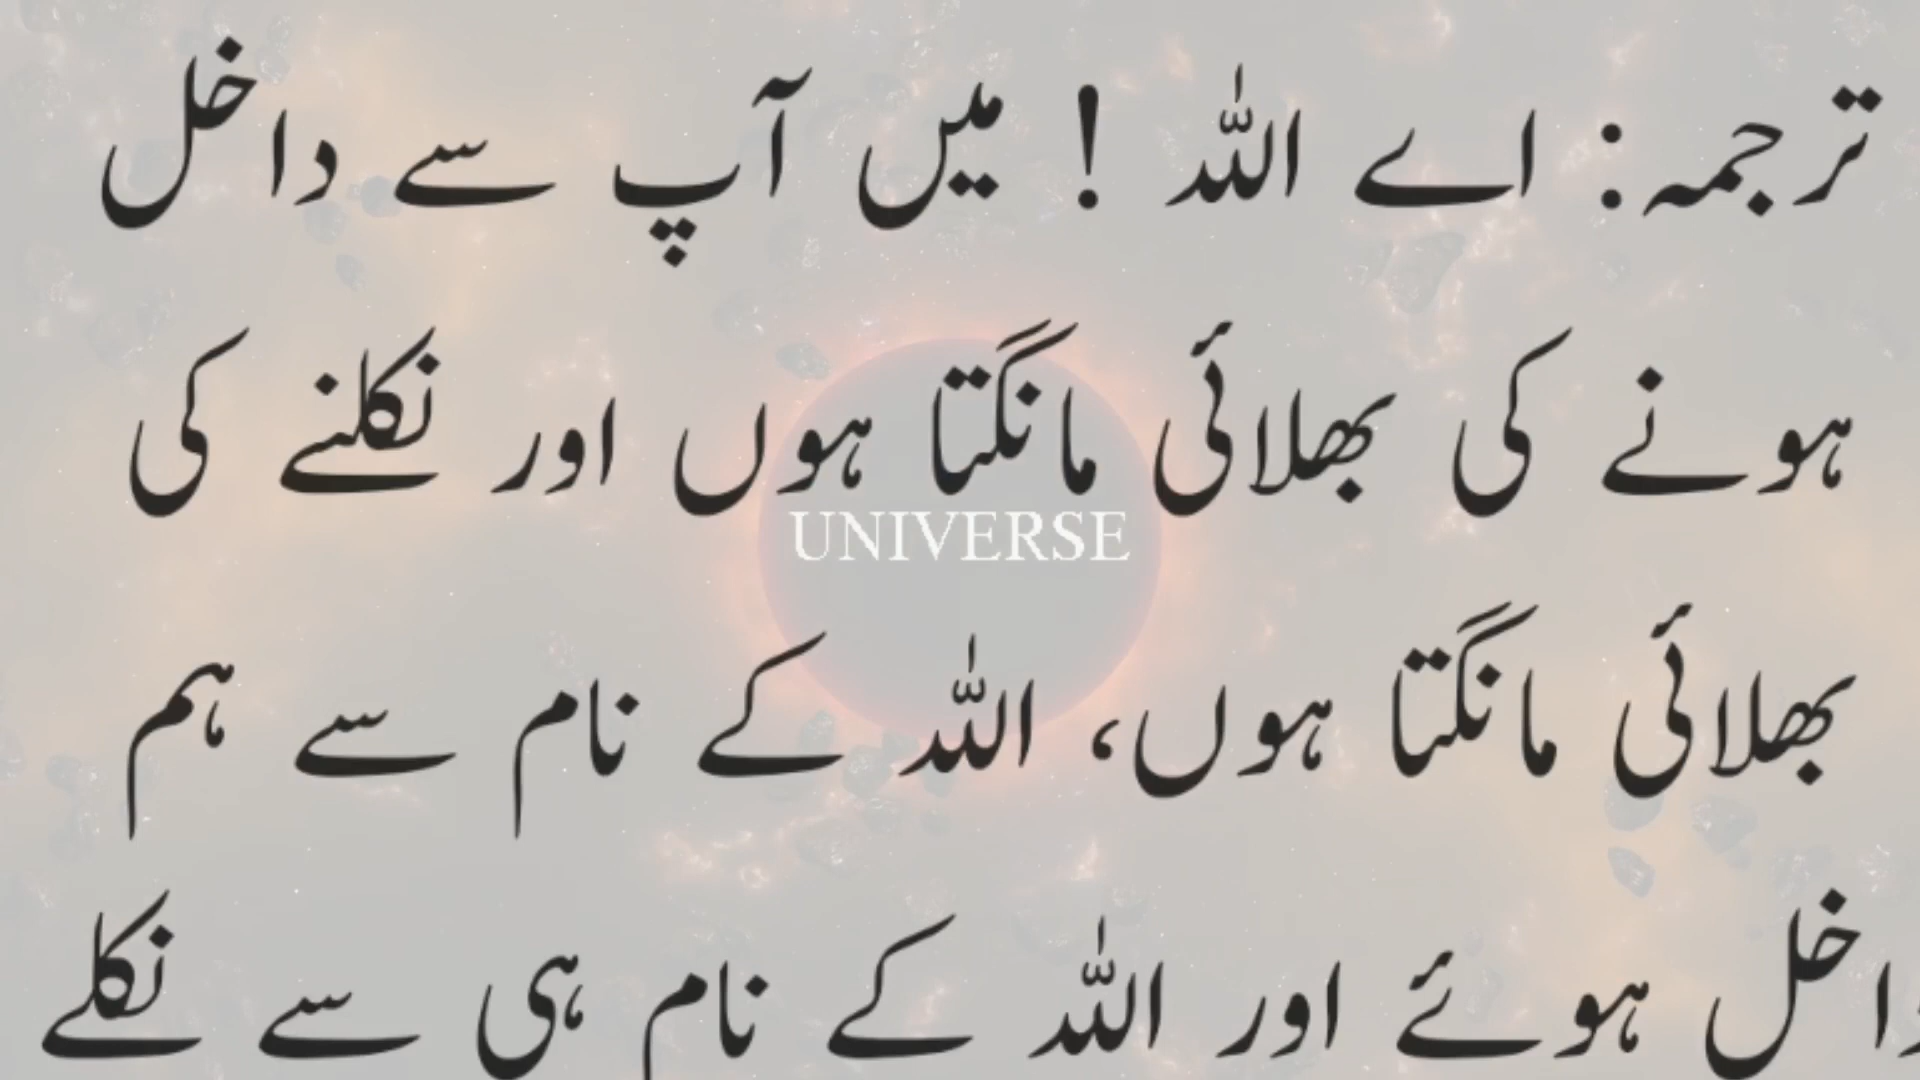 ترجمہ: اے اللہ ! میں آپ سے داخل
ہونے کی بھلائی مانگتا ہوں اور نکلنے کی
UNIVERSE
بھلائی مانگتا ہوں، اللہ کے نام سے ہم
داخل ہوئے اور اللہ کے نام ہی سے نکلے